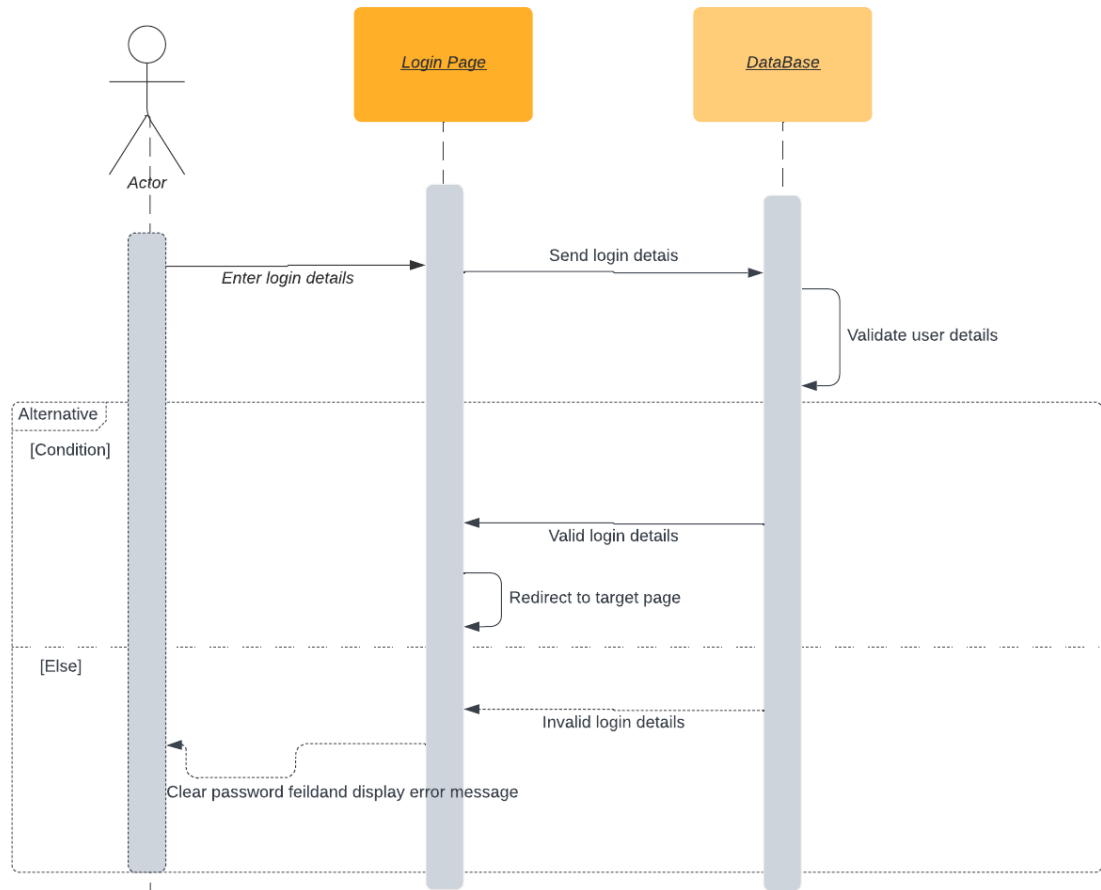 Login Page
DataBase
Actor
Enter login details
Send login detais
Validate user details
Alternative
[Condition]
Valid login details
Redirect to target page
[Else]
Invalid login details
Clear password feildand display error message